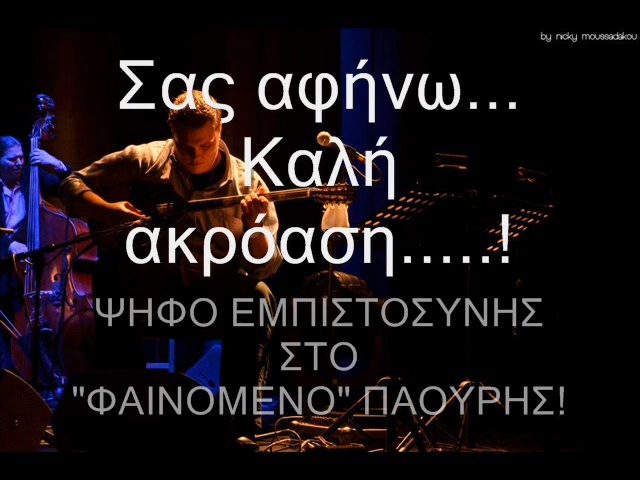 by nicky moussadakou
Σας αφήνω...
Καλή
ακρόαση.....!
ΨΗΦΟ ΕΜΠΙΣΤΟΣΥΝΗΣ
ΣΤΟ
"ΦΑΙΝΟΜΕΝΟ" ΠΑΟΥΡΗΣ!